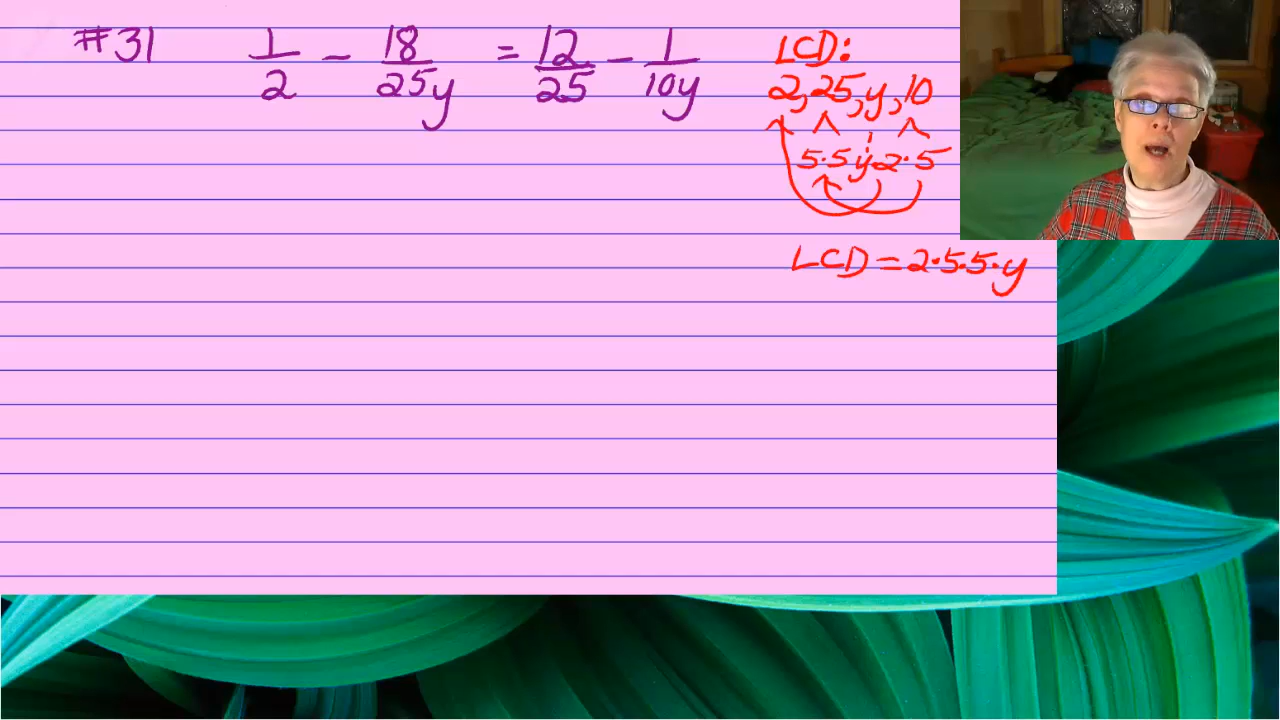 #31 1/2 - 18/25y = 12/25 - 1/10y
LCD:
2, 25, y, 10
5·5 y 2·5
LCD = 2·5·5·y